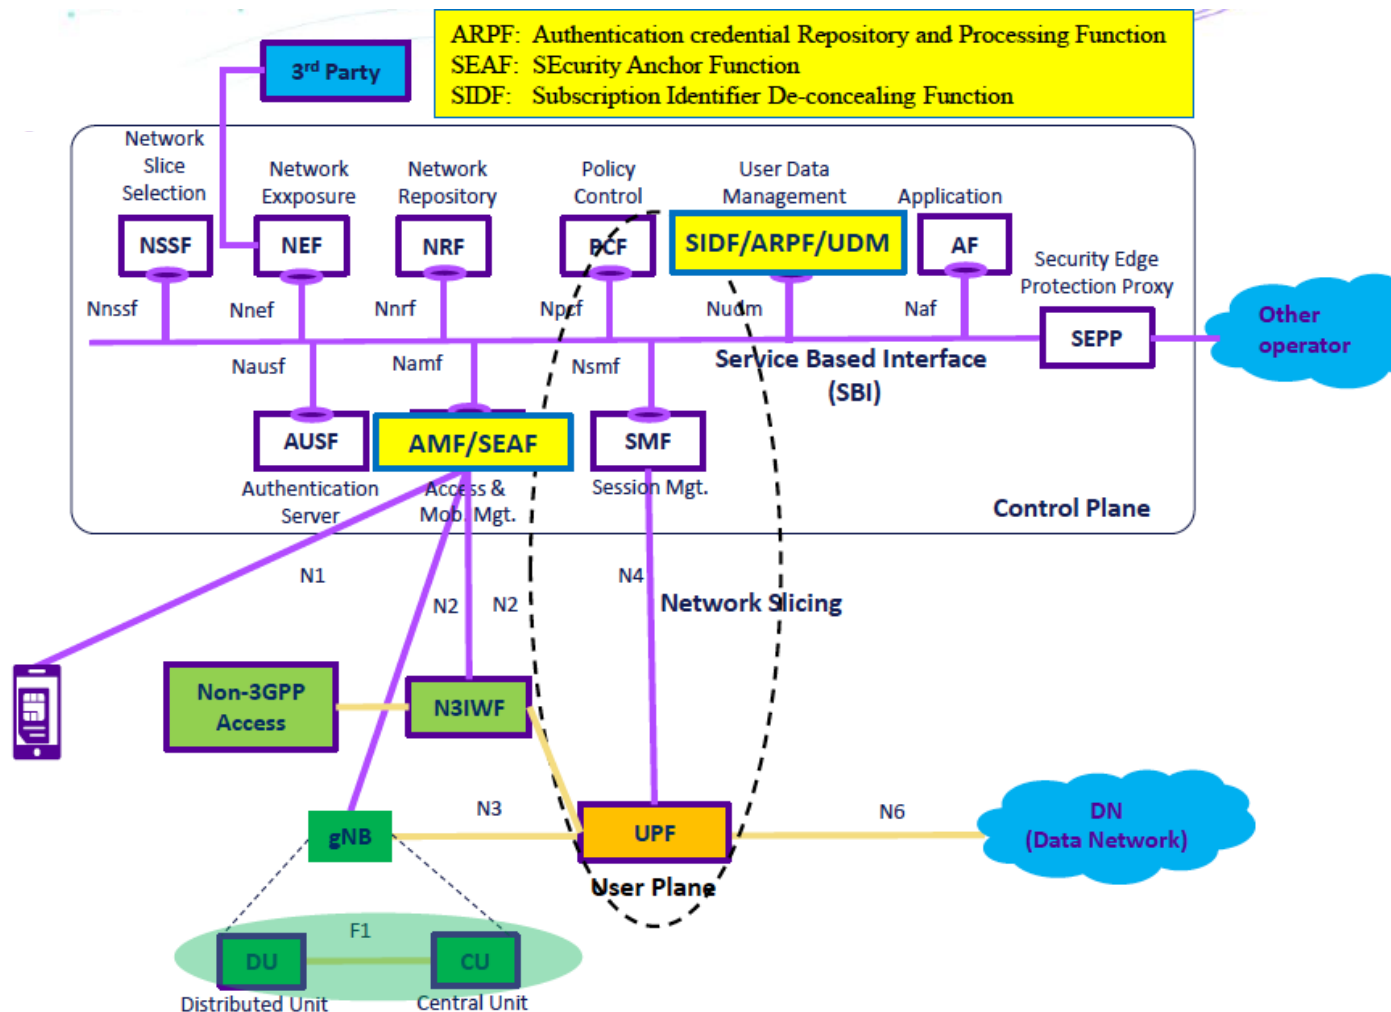 ARPF: Authentication credential Repository and Processing Function
SEAF: SEcurity Anchor Function
SIDF: Subscription Identifier De-concealing Function
3rd Party
Network
Slice
Selection
Network
Exxposure
Network
Repository
Policy
Control
User Data
Management
Application
NSSF
NEF
NRF
PCF
SIDF/ARPF/UDM
AF
Security Edge
Protection Proxy
Nnssf
Nnef
Nnrf
Npcf
Nudm
Naf
SEPP
Other
operator
Nausf
Namf
Nsmf
Service Based Interface
(SBI)
AUSF
AMF/SEAF
SMF
Authentication
Server
Access &
Mob. Mgt.
Session Mgt.
Control Plane
N1
N2
N2
N4
Network Slicing
Non-3GPP
Access
N3IWF
gNB
N3
UPF
N6
DN
(Data Network)
User Plane
F1
DU
CU
Distributed Unit
Central Unit